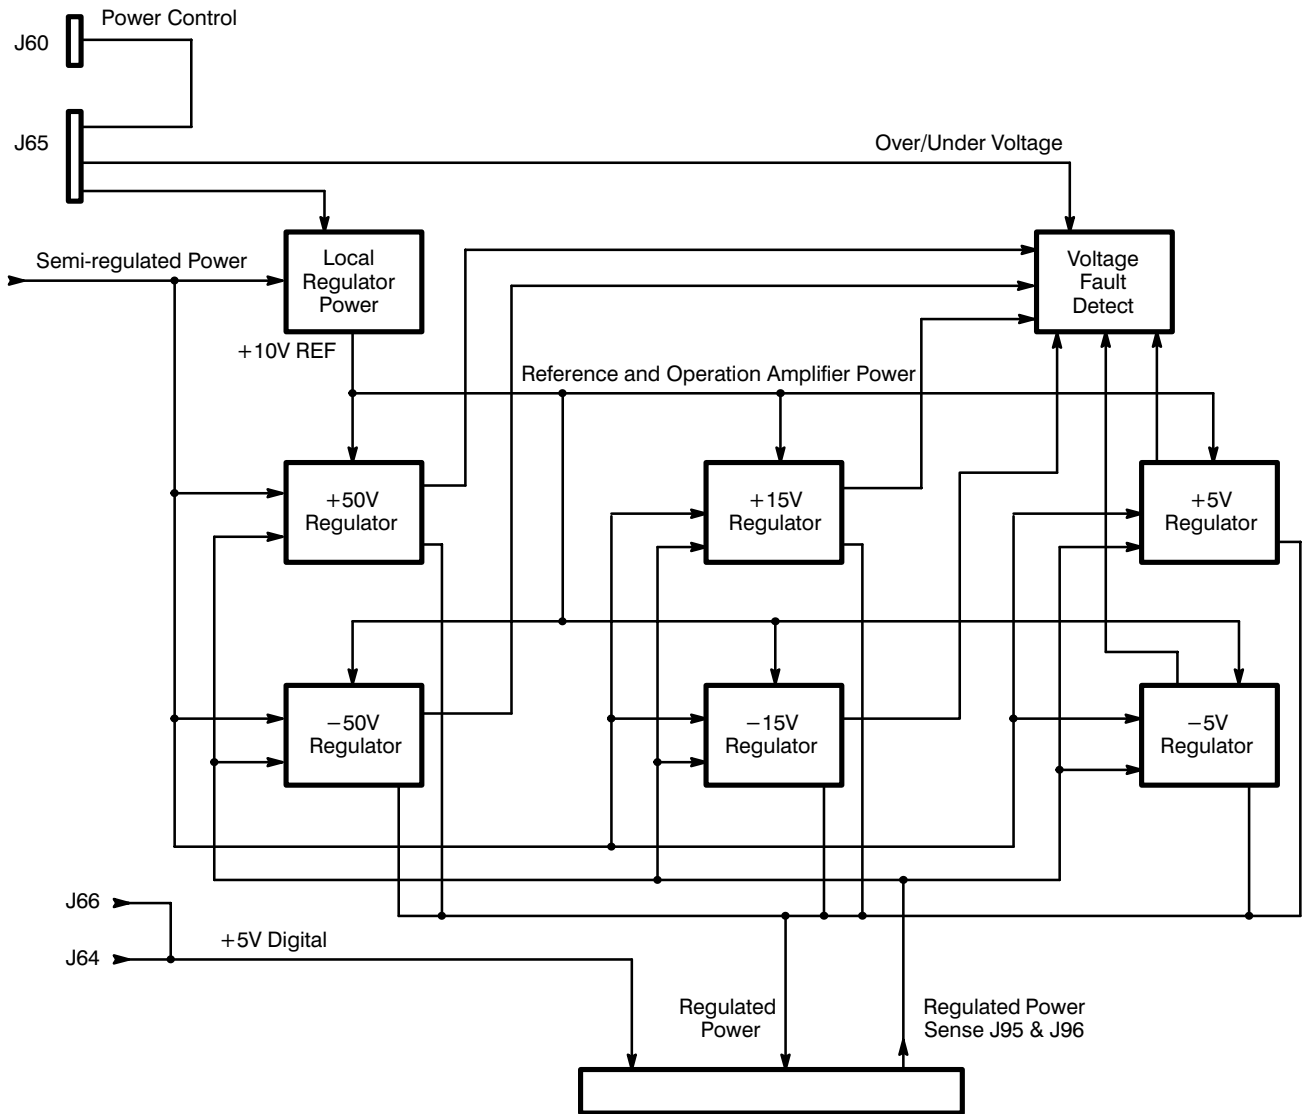 Power Control
J60
J65
Over/Under Voltage
Semi-regulated Power
Local
Regulator
Power
Voltage
Fault
Detect
+10V REF
Reference and Operation Amplifier Power
+50V
Regulator
+15V
Regulator
+5V
Regulator
−50V
Regulator
−15V
Regulator
−5V
Regulator
J66
+5V Digital
J64
Regulated
Power
Regulated Power
Sense J95 & J96